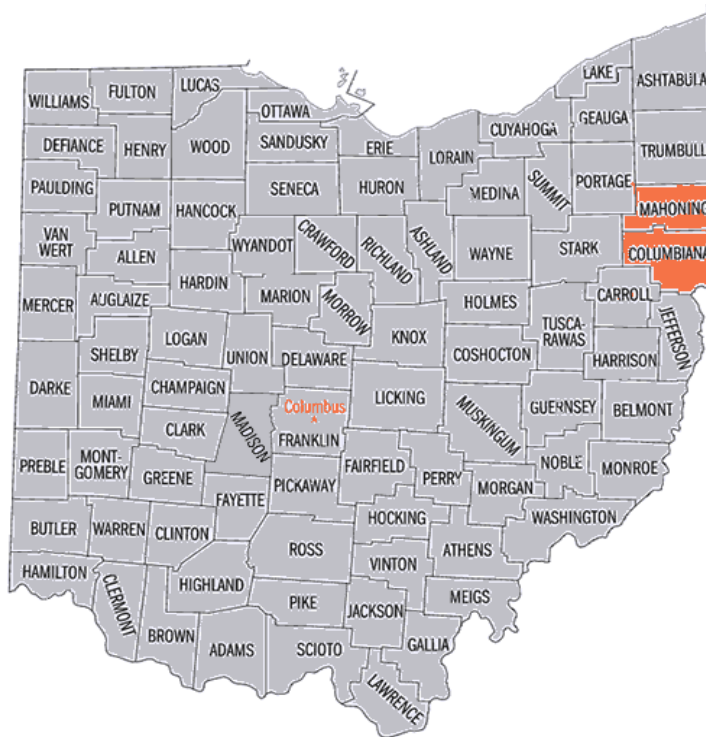 LAKE
ASHTABULA
LUCAS
FULTON
WILLIAMS
OTTAWA
GEAUGA
CUYAHOGA
DEFIANCE
HENRY
WOOD
SANDUSKY
ERIE
LORAIN
TRUMBULL
PAULDING
SENECA
HURON
MEDINA
SUMMIT
PORTAGE
PUTNAM
HANCOCK
MAHONING
VAN
WERT
ALLEN
WYANDOT
CRAWFORD
RICHLAND
ASHLAND
WAYNE
STARK
COLUMBIANA
MERCER
AUGLAIZE
HARDIN
MARION
MORROW
HOLMES
CARROLL
JEFFERSON
LOGAN
UNION
KNOX
TUSCA-
RAWAS
SHELBY
DELAWARE
COSHOCTON
HARRISON
DARKE
MIAMI
CHAMPAIGN
LICKING
Columbus
MUSKINGUM
GUERNSEY
BELMONT
CLARK
MADISON
FRANKLIN
PREBLE
MONT-
GOMERY
GREENE
FAIRFIELD
PERRY
NOBLE
MONROE
FAYETTE
PICKAWAY
MORGAN
BUTLER
WARREN
CLINTON
HOCKING
WASHINGTON
ROSS
ATHENS
HAMILTON
CLERMONT
HIGHLAND
VINTON
PIKE
JACKSON
MEIGS
BROWN
ADAMS
SCIOTO
GALLIA
LAWRENCE